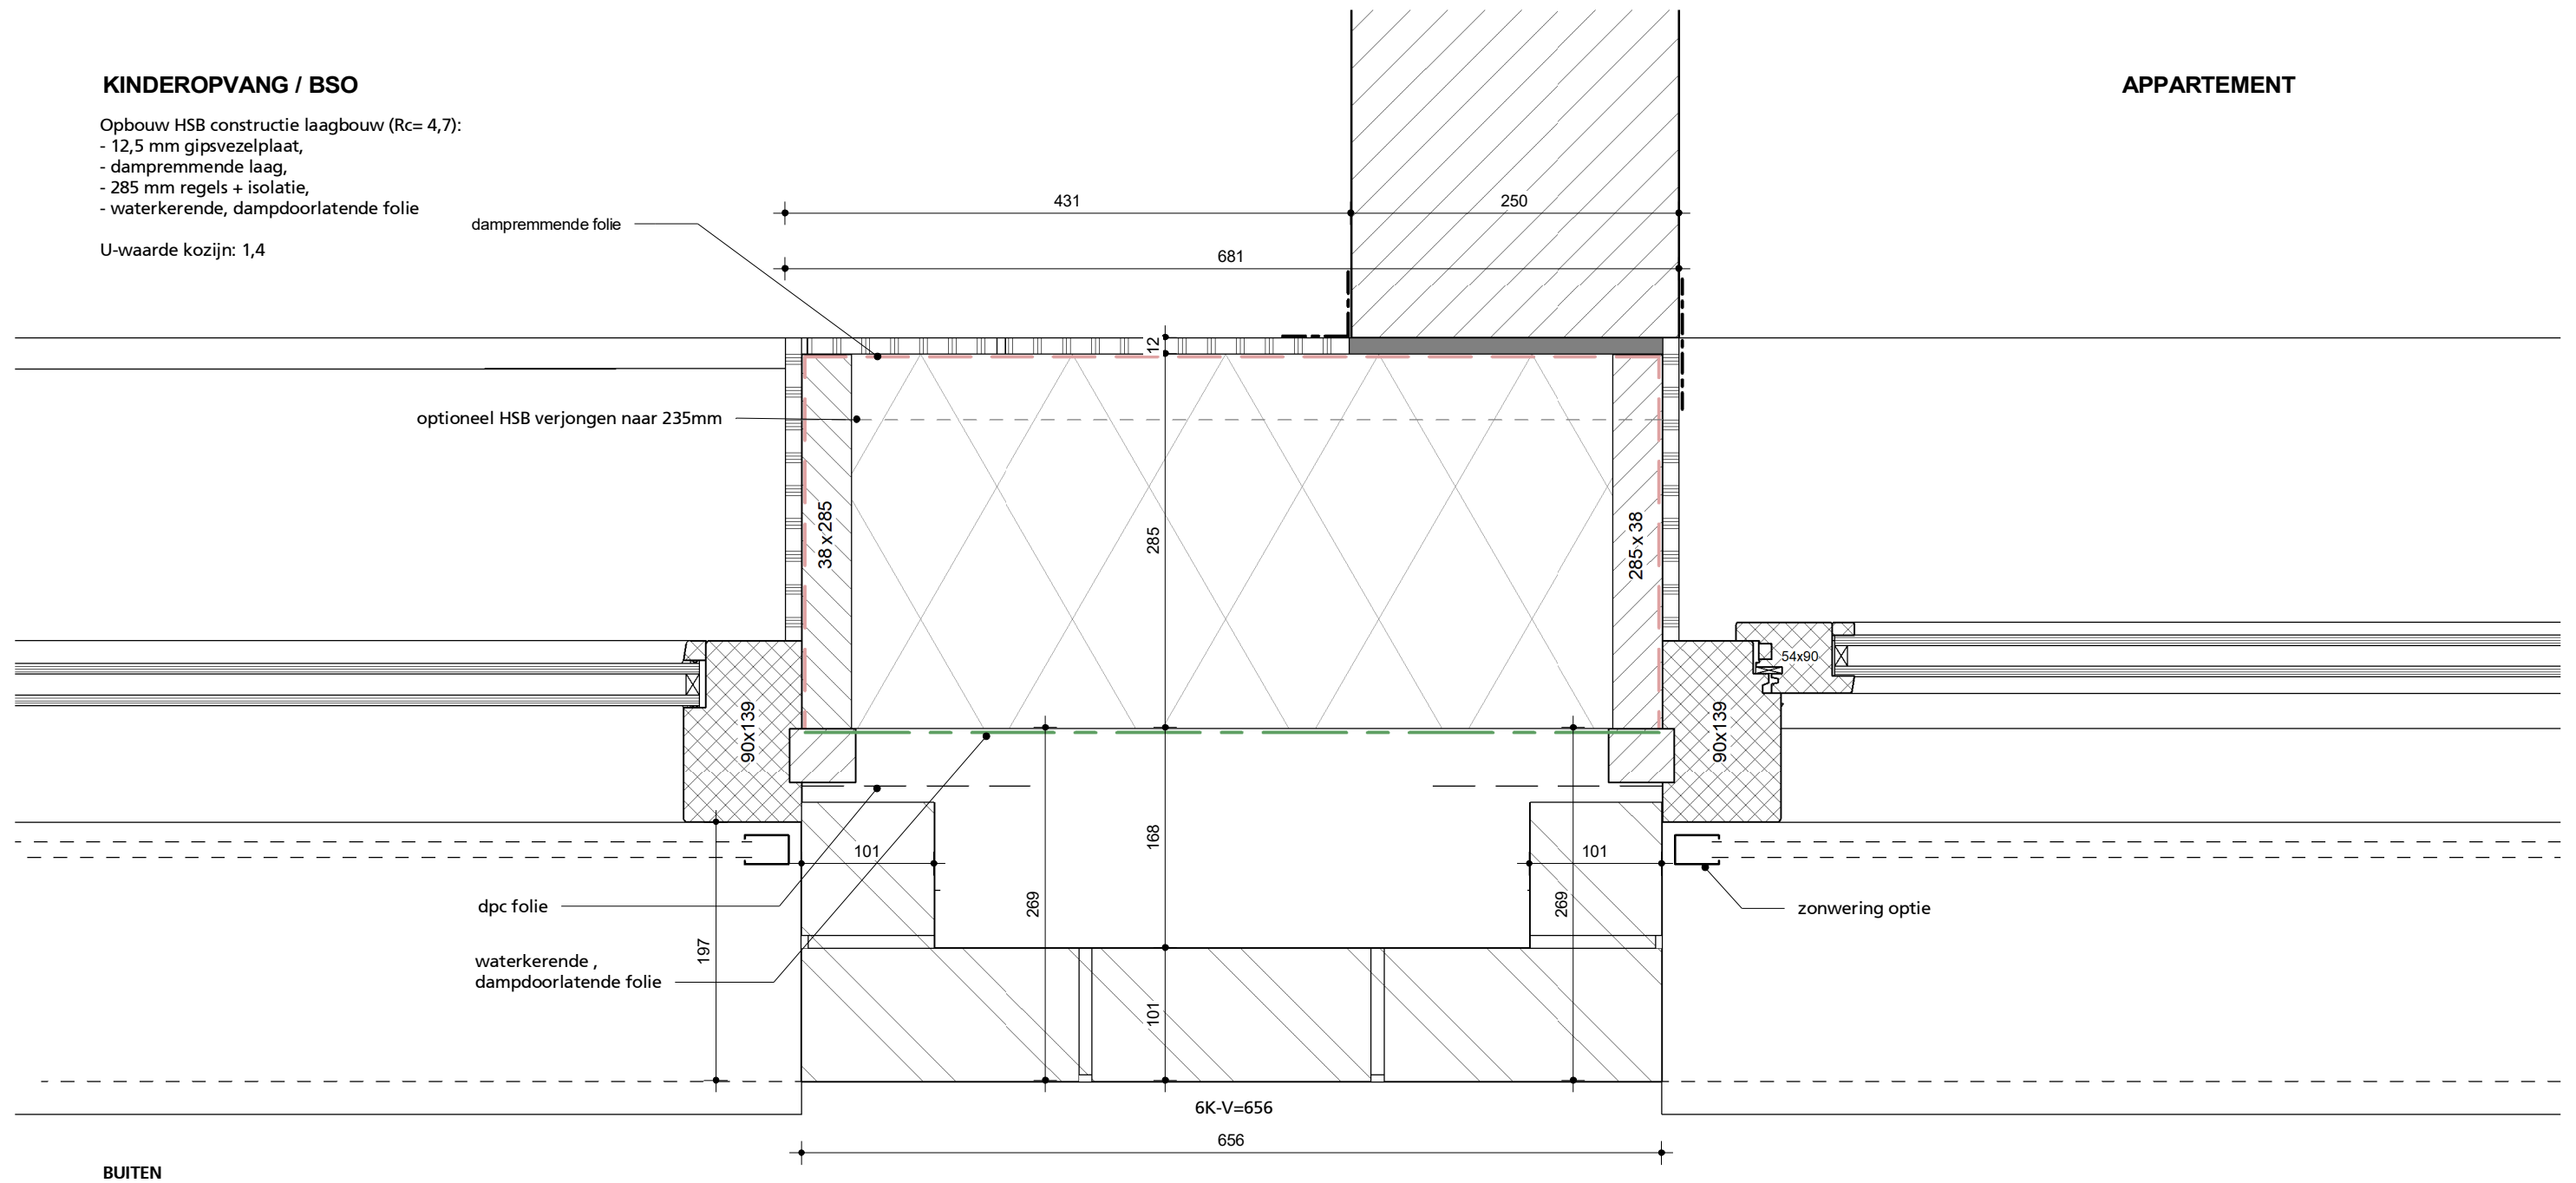 KINDEROPVANG / BSO
APPARTEMENT
Opbouw HSB constructie laagbouw (Rc= 4,7):
- 12,5 mm gipsvezelplaat,
- dampremmende laag,
- 285 mm regels + isolatie,
- waterkerende, dampdoorlatende folie
U-waarde kozijn: 1,4
dampremmende folie
431
250
681
12
optioneel HSB verjongen naar 235mm
38 x 285
285
285 x 38
54x90
90x139
90x139
101
168
101
269
269
dpc folie
zonwering optie
197
waterkerende ,
dampdoorlatende folie
101
6K-V=656
656
BUITEN